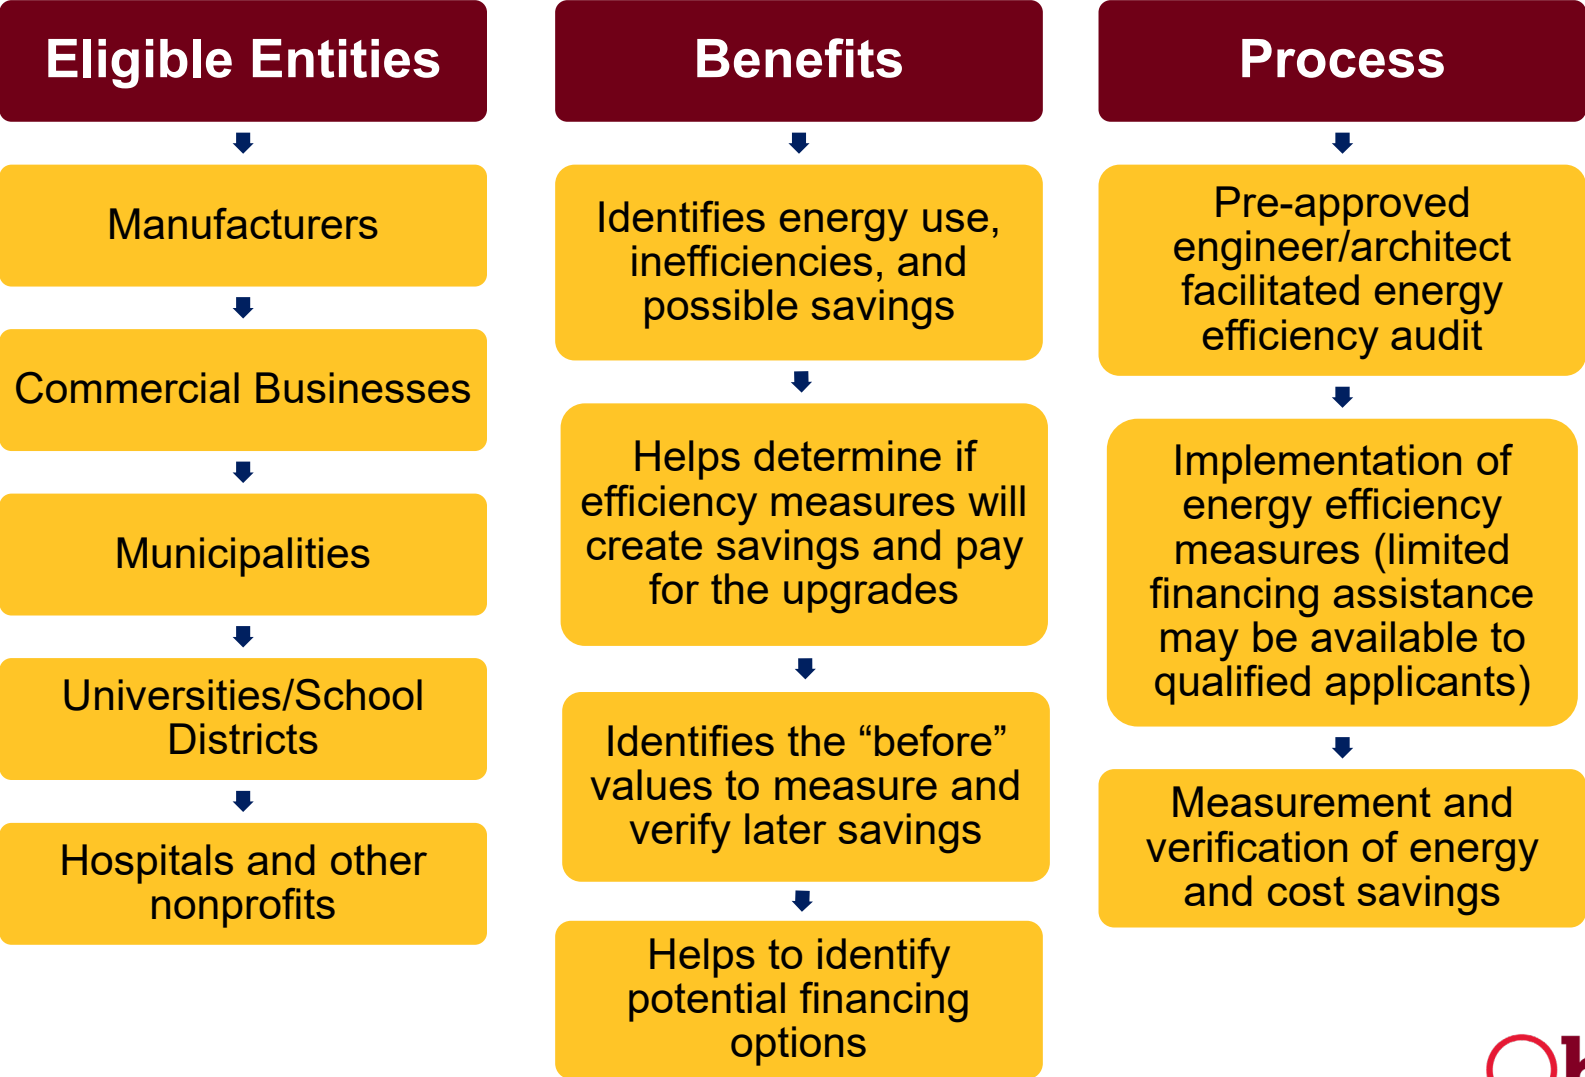 Eligible Entities
Manufacturers
Commercial Businesses
Municipalities
Universities/School
Districts
Hospitals and other
nonprofits
Benefits
Identifies energy use,
inefficiencies, and
possible savings
Helps determine if
efficiency measures will
create savings and pay
for the upgrades
Identifies the “before”
values to measure and
verify later savings
Helps to identify
potential financing
options
Process
Pre-approved
engineer/architect
facilitated energy
efficiency audit
Implementation of
energy efficiency
measures (limited
financing assistance
may be available to
qualified applicants)
Measurement and
verification of energy
and cost savings